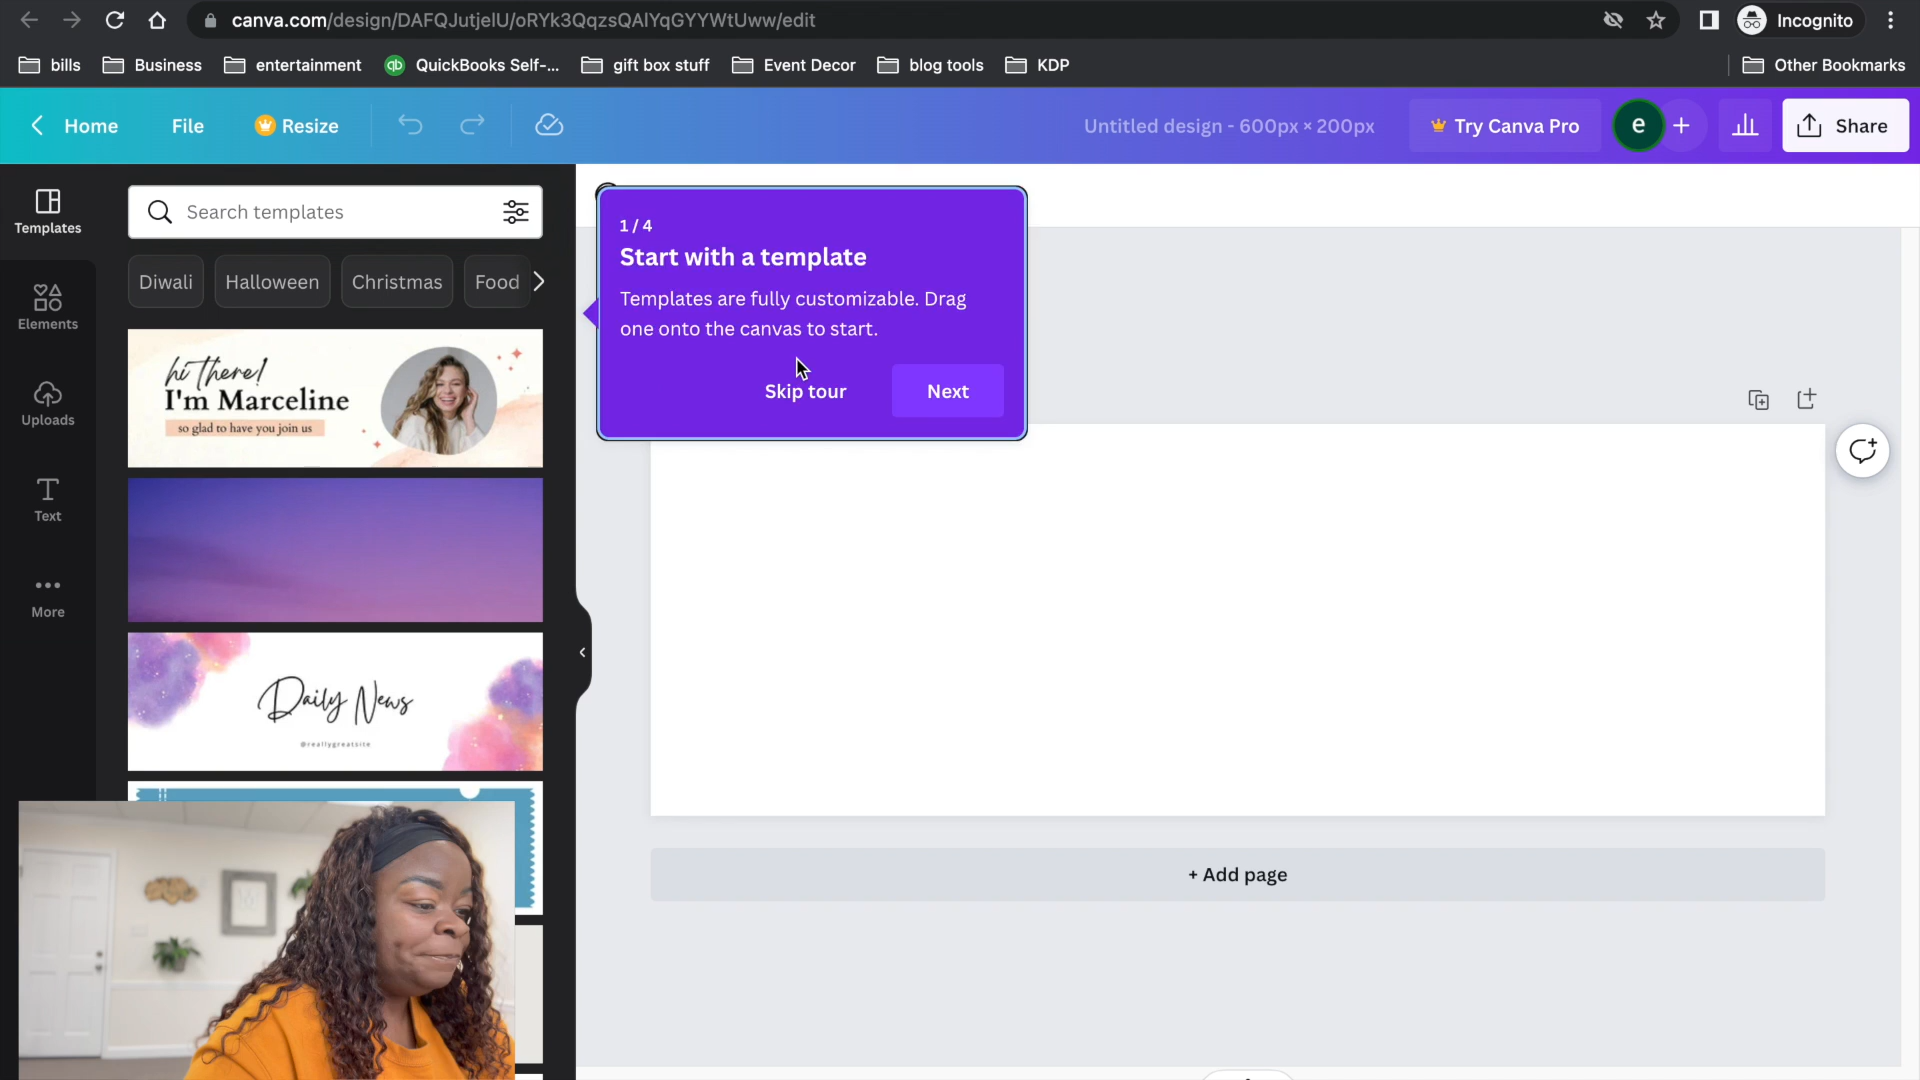 canva.com/design/DAFQJutjelU/oRYk3QqzsQAlYqGYYWtUww/edit
Incognito
bills
Business
entertainment
qb
QuickBooks Self-...
gift box stuff
Event Decor
blog tools
KDP
Other Bookmarks
Home
File
Resize
Untitled design - 600px × 200px
Try Canva Pro
e
+
Share
Templates
Elements
Uploads
Text
More
Search templates
Diwali
Halloween
Christmas
Food
hi there!
I'm Marceline
so glad to have you join us
Daily News
@reallygreatsite
1 / 4
Start with a template
Templates are fully customizable. Drag
one onto the canvas to start.
Skip tour
Next
+ Add page